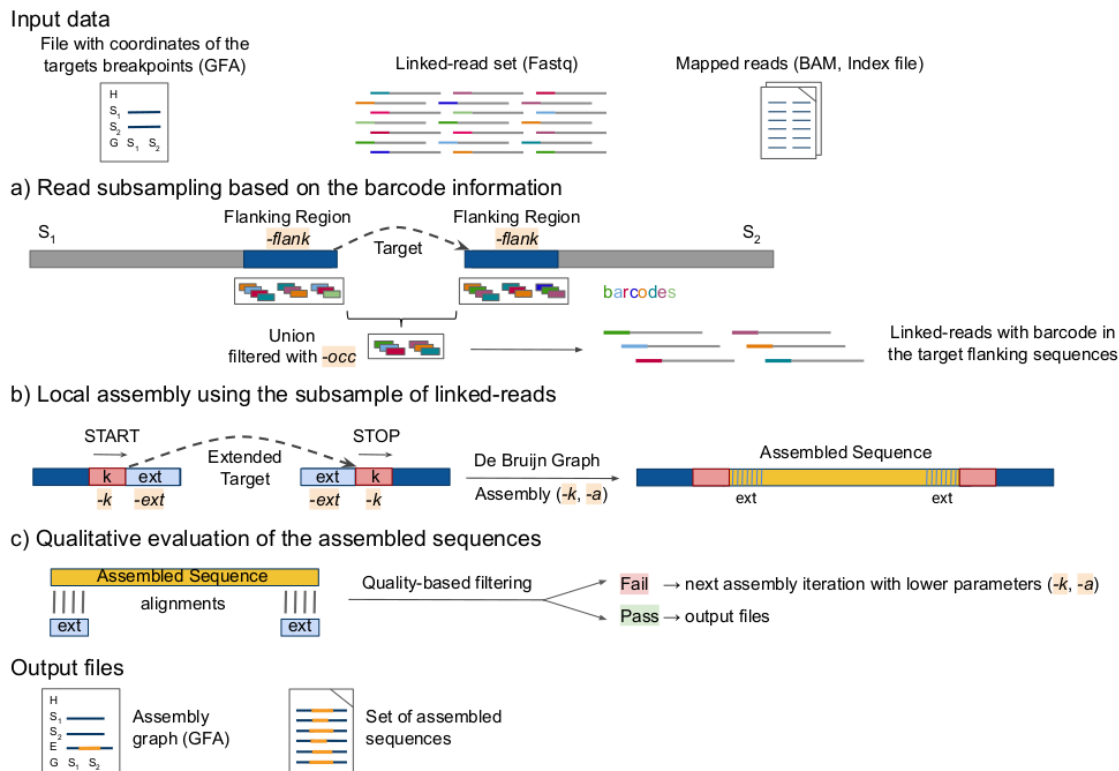 Input data
File with coordinates of the
targets breakpoints (GFA)
Linked-read set (Fastq)
Mapped reads (BAM, Index file)
H
S1
S2
G S1 S2
a) Read subsampling based on the barcode information
S1
Flanking Region
-flank
Target
Flanking Region
-flank
S2
barcodes
Union
filtered with -occ
Linked-reads with barcode in
the target flanking sequences
b) Local assembly using the subsample of linked-reads
START
STOP
k
ext
Extended
Target
ext
k
-k
-ext
-ext
-k
De Bruijn Graph
Assembly (-k, -a)
Assembled Sequence
ext
ext
c) Qualitative evaluation of the assembled sequences
Assembled Sequence
alignments
ext
ext
Quality-based filtering
Fail → next assembly iteration with lower parameters (-k, -a)
Pass → output files
Output files
H
S1
S2
E
G S1 S2
Assembly
graph (GFA)
Set of assembled
sequences